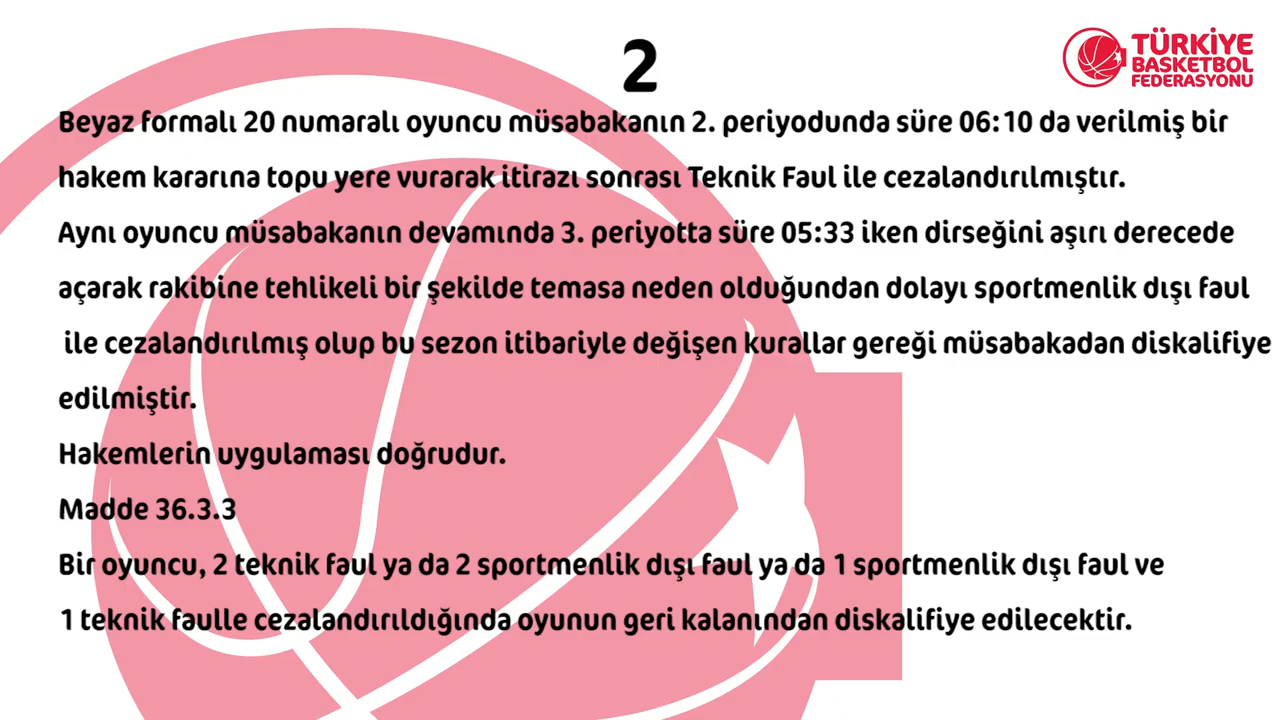 2
TÜRKİYE
BASKETBOL
FEDERASYONU
Beyaz formalı 20 numaralı oyuncu müsabakanın 2. periyodunda süre 06:10 da verilmiş bir
hakem kararına topu yere vurarak itirazı sonrası Teknik Faul ile cezalandırılmıştır.
Aynı oyuncu müsabakanın devamında 3. periyotta süre 05:33 iken dirseğini aşırı derecede
açarak rakibine tehlikeli bir şekilde temasa neden olduğundan dolayı sportmenlik dışı faul
ile cezalandırılmış olup bu sezon itibariyle değişen kurallar gereği müsabakadan diskalifiye
edilmiştir.
Hakemlerin uygulaması doğrudur.
Madde 36.3.3
Bir oyuncu, 2 teknik faul ya da 2 sportmenlik dışı faul ya da 1 sportmenlik dışı faul ve
1 teknik faulle cezalandırıldığında oyunun geri kalanından diskalifiye edilecektir.